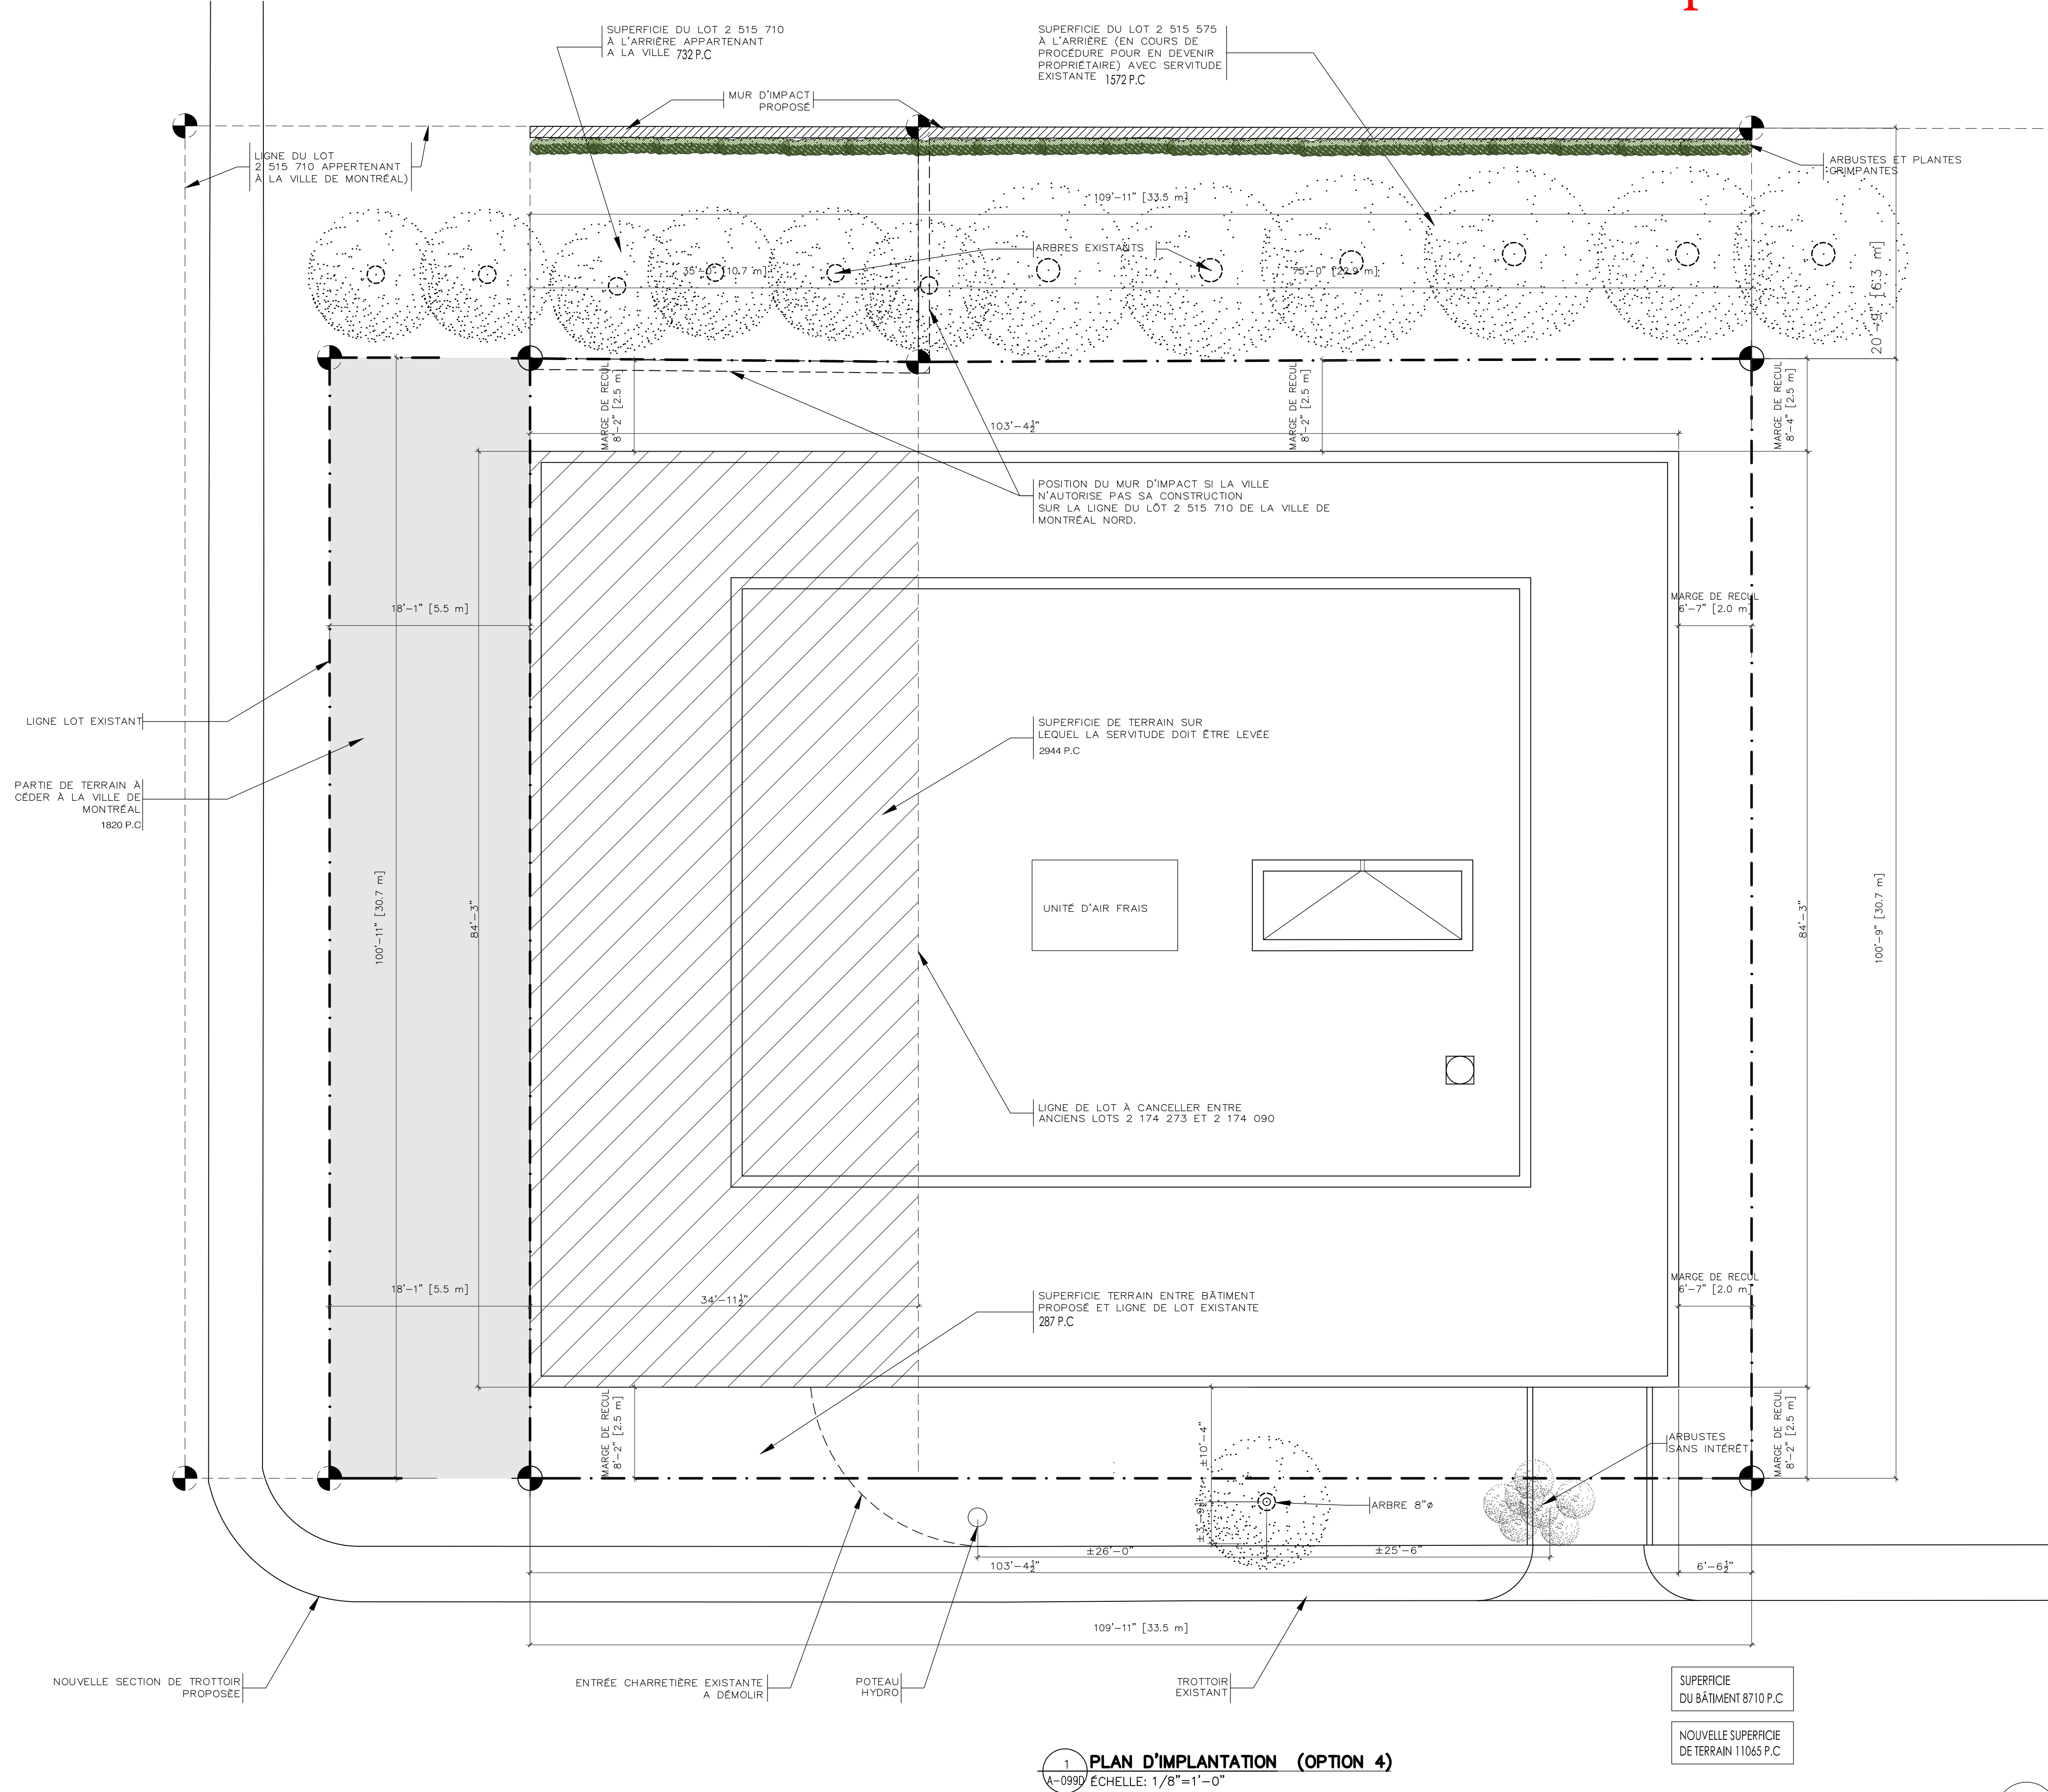 SUPERFICIE DU LOT 2 515 710
À L'ARRIÈRE APPARTENANT
A LA VILLE 732 P.C
SUPERFICIE DU LOT 2 515 575
À L'ARRIÈRE (EN COURS DE
PROCÉDURE POUR EN DEVENIR
PROPRIÉTAIRE) AVEC SERVITUDE
EXISTANTE 1572 P.C
MUR D'IMPACT
PROPOSÉ
LIGNE DU LOT
2 515 710 APPERTENANT
À LA VILLE DE MONTRÉAL)
ARBUSTES ET PLANTES
GRIMPANTES
109'-11" [33.5 m]
ARBRES EXISTANTS
35'-0" [10.7 m]
75'-0" [22.9 m]
20'-9" [6.3 m]
MARGE DE RECUL
8'-2" [2.5 m]
MARGE DE RECUL
8'-2" [2.5 m]
MARGE DE RECUL
8'-4" [2.5 m]
103'-4½"
POSITION DU MUR D'IMPACT SI LA VILLE
N'AUTORISE PAS SA CONSTRUCTION
SUR LA LIGNE DU LÔT 2 515 710 DE LA VILLE DE
MONTRÉAL NORD.
18'-1" [5.5 m]
MARGE DE RECUL
6'-7" [2.0 m]
LIGNE LOT EXISTANT
SUPERFICIE DE TERRAIN SUR
LEQUEL LA SERVITUDE DOIT ÊTRE LEVÉE
2944 P.C
PARTIE DE TERRAIN À
CÉDER À LA VILLE DE
MONTRÉAL
1820 P.C
100'-11" [30.7 m]
84'-3"
UNITÉ D'AIR FRAIS
84'-3"
100'-9" [30.7 m]
LIGNE DE LOT À CANCELLER ENTRE
ANCIENS LOTS 2 174 273 ET 2 174 090
18'-1" [5.5 m]
34'-11½"
SUPERFICIE TERRAIN ENTRE BÂTIMENT
PROPOSÉ ET LIGNE DE LOT EXISTANTE
287 P.C
MARGE DE RECUL
6'-7" [2.0 m]
MARGE DE RECUL
8'-2" [2.5 m]
±10'-4"
ARBUSTES
SANS INTÉRÊT
MARGE DE RECUL
8'-2" [2.5 m]
±3'-9½"
ARBRE 8"ø
±26'-0"
±25'-6"
103'-4½"
6'-6½"
109'-11" [33.5 m]
NOUVELLE SECTION DE TROTTOIR
PROPOSÉE
ENTRÉE CHARRETIÈRE EXISTANTE
A DÉMOLIR
POTEAU
HYDRO
TROTTOIR
EXISTANT
SUPERFICIE
DU BÂTIMENT 8710 P.C
NOUVELLE SUPERFICIE
DE TERRAIN 11065 P.C
1
A-099D
PLAN D'IMPLANTATION (OPTION 4)
ÉCHELLE: 1/8"=1'-0"